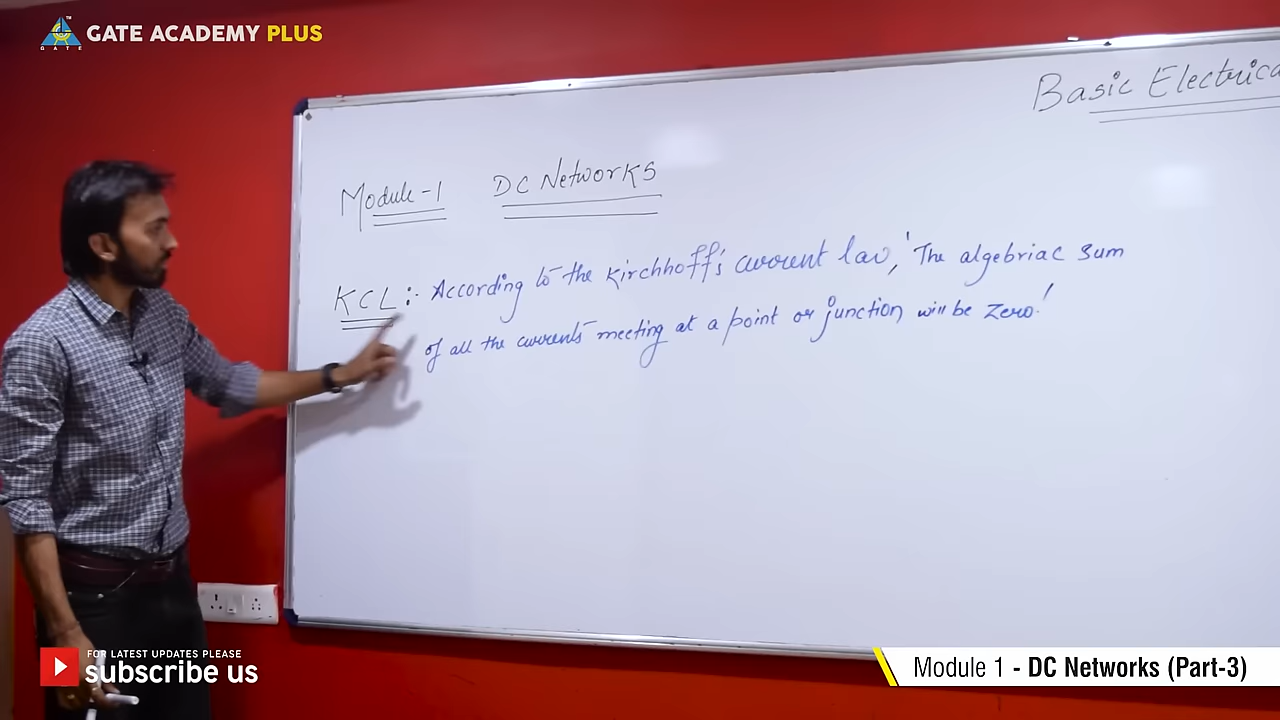 GATE ACADEMY PLUS
GATE
Basic Electrica
Module-1 DC Networks
KCL :- According to the Kirchhoff's current law, 'The algebriac sum
of all the currents meeting at a point or junction will be zero!
FOR LATEST UPDATES PLEASE
subscribe us
Module 1 - DC Networks (Part-3)